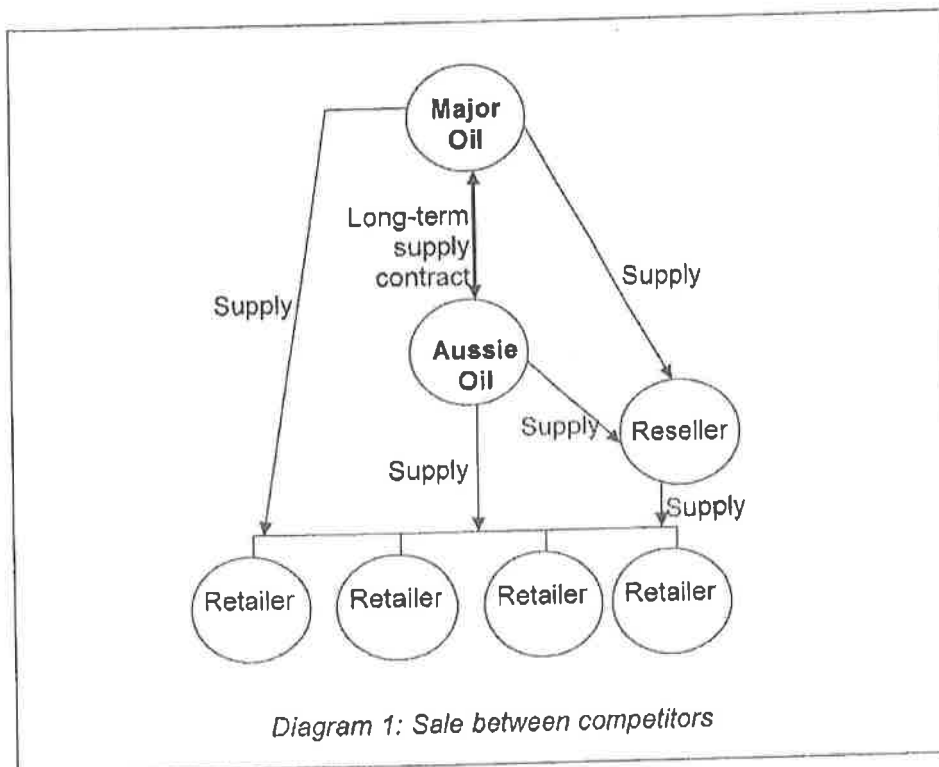 Major
Oil
Long-term
supply
contract
Supply
Supply
Aussie
Oil
Supply
Reseller
Supply
Supply
Retailer
Retailer
Retailer
Retailer
Diagram 1: Sale between competitors